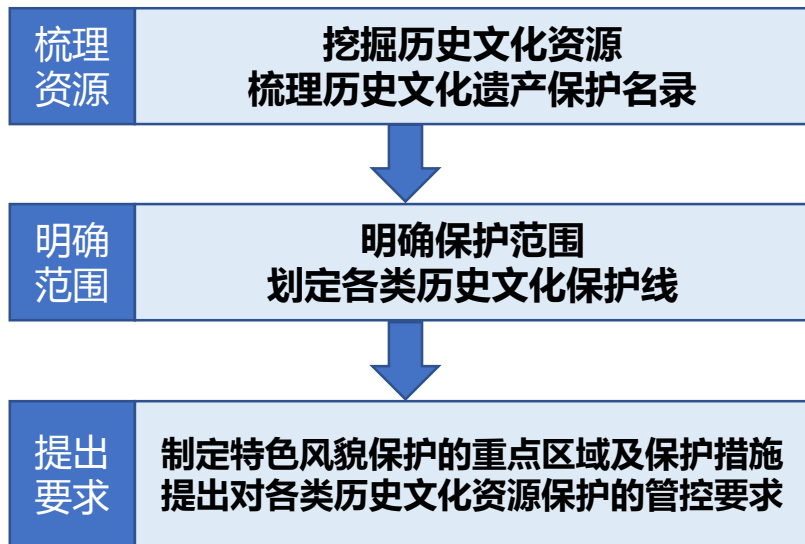 梳理
资源
挖掘历史文化资源
梳理历史文化遗产保护名录
明确
范围
明确保护范围
划定各类历史文化保护线
提出
要求
制定特色风貌保护的重点区域及保护措施
提出对各类历史文化资源保护的管控要求